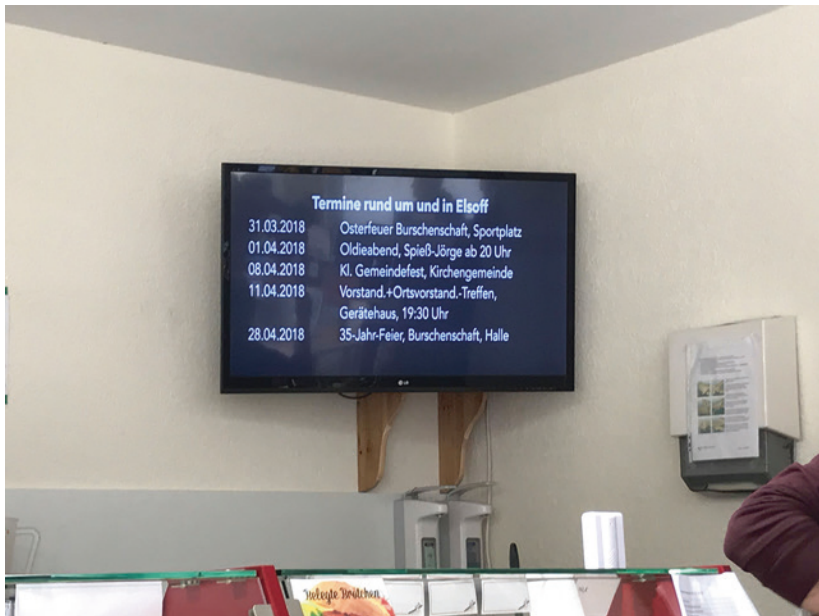 Termine rund um und in Elsoff
31.03.2018 Osterfeuer Burschenschaft, Sportplatz
01.04.2018 Oldieabend, Spieß-Jörge ab 20 Uhr
08.04.2018 Kl. Gemeindefest, Kirchengemeinde
11.04.2018 Vorstand.+Ortsvorstand.-Treffen,
Gerätehaus, 19:30 Uhr
28.04.2018 35-Jahr-Feier, Burschenschaft, Halle
LG
Belegte Brötchen